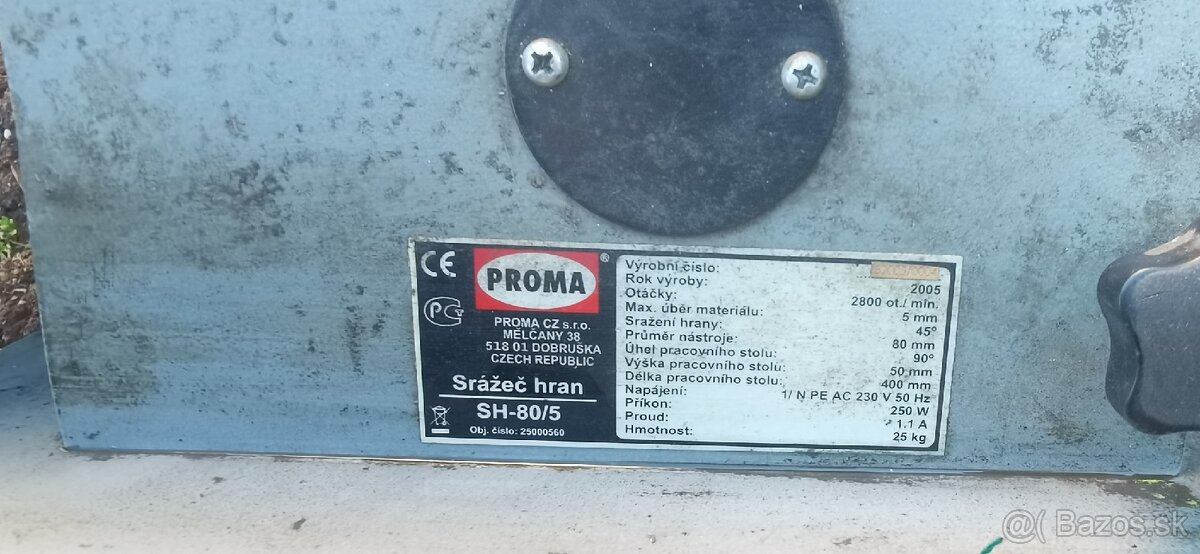 CE
PROMA®
PROMA CZ s.r.o.
MĚLČANY 38
518 01 DOBRUŠKA
CZECH REPUBLIC
Srážeč hran
SH-80/5
Obj. číslo: 25000560
Výrobní číslo:
Rok výroby: 2005
Otáčky: 2800 ot./ min.
Max. úběr materiálu: 5 mm
Sražení hrany: 45°
Průměr nástroje: 80 mm
Úhel pracovního stolu: 90°
Výška pracovního stolu: 50 mm
Délka pracovního stolu: 400 mm
Napájení: 1/ N PE AC 230 V 50 Hz
Příkon: 250 W
Proud: 1.1 A
Hmotnost: 25 kg
@( Bazos.sk